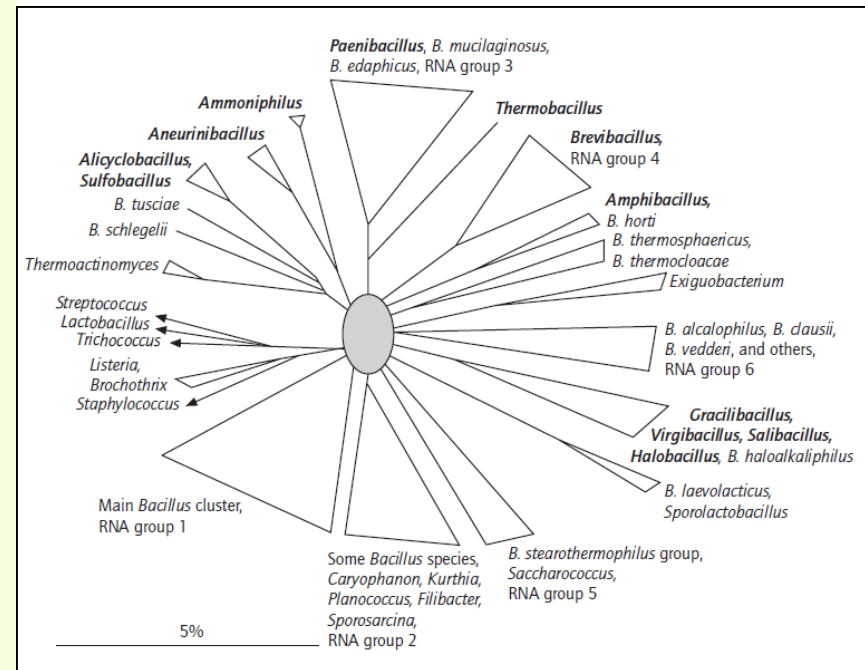 Paenibacillus, B. mucilaginosus,
B. edaphicus, RNA group 3
Ammoniphilus
Thermobacillus
Aneurinibacillus
Brevibacillus,
RNA group 4
Alicyclobacillus,
Sulfobacillus
B. tusciae
B. schlegelii
Amphibacillus,
B. horti
B. thermosphaericus,
B. thermocloacae
Thermoactinomyces
Exiguobacterium
Streptococcus
Lactobacillus
Trichococcus
B. alcalophilus, B. clausii,
B. vedderi, and others,
RNA group 6
Listeria,
Brochothrix
Staphylococcus
Gracilibacillus,
Virgibacillus, Salibacillus,
Halobacillus, B. haloalkaliphilus
B. laevolacticus,
Sporolactobacillus
Main Bacillus cluster,
RNA group 1
Some Bacillus species,
Caryophanon, Kurthia,
Planococcus, Filibacter,
Sporosarcina,
RNA group 2
B. stearothermophilus group,
Saccharococcus,
RNA group 5
5%